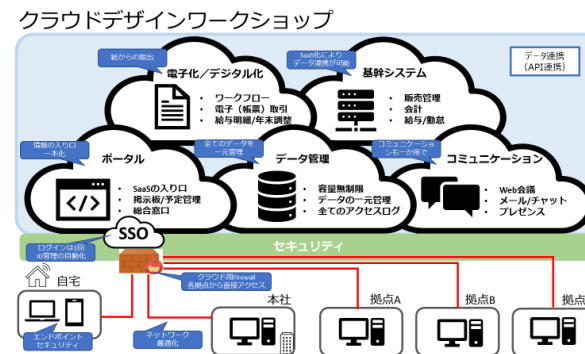 クラウドデザインワークショップ
紙からの脱出
電子化／デジタル化
・ ワークフロー
・ 電子（帳票）取引
・ 給与明細/年末調整
SaaS化により
データ連携が可能
基幹システム
・ 販売管理
・ 会計
・ 給与/勤怠
データ連携
（API連携）
情報の入り口
一本化
ポータル
・ SaaSの入り口
・ 掲示板/予定管理
・ 総合窓口
全てのデータを
一元管理
データ管理
・ 容量無制限
・ データの一元管理
・ 全てのアクセスログ
コミュニケーショ
ンも一か所で
コミュニケーション
・ Web会議
・ メール/チャット
・ プレゼンス
SSO
セキュリティ
ログインは1回
ID管理の自動化
クラウド用Firewall
各拠点から直接アクセス
自宅
エンドポイント
セキュリティ
ネットワーク
最適化
本社
拠点A
拠点B
拠点